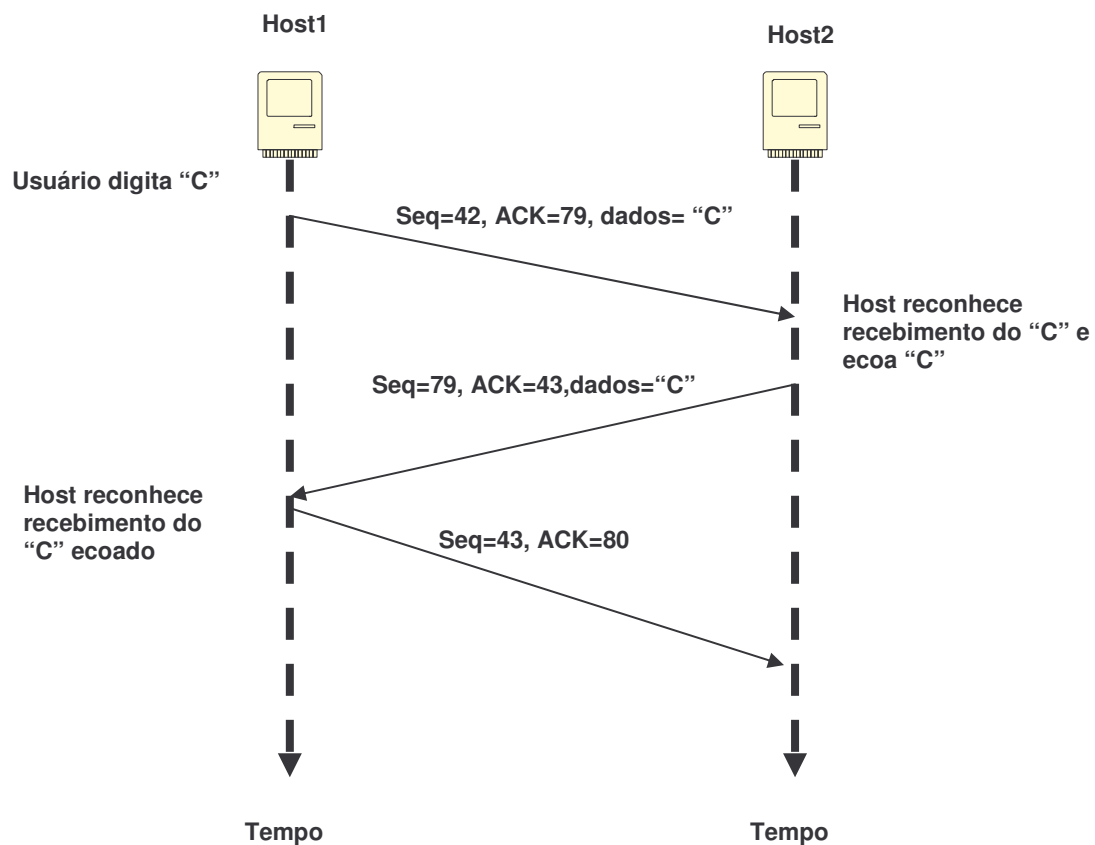 Host1
Host2
Usuário digita “C”
Seq=42, ACK=79, dados= “C”
Host reconhece
recebimento do “C” e
ecoa “C”
Seq=79, ACK=43,dados=“C”
Host reconhece
recebimento do
“C” ecoado
Seq=43, ACK=80
Tempo
Tempo